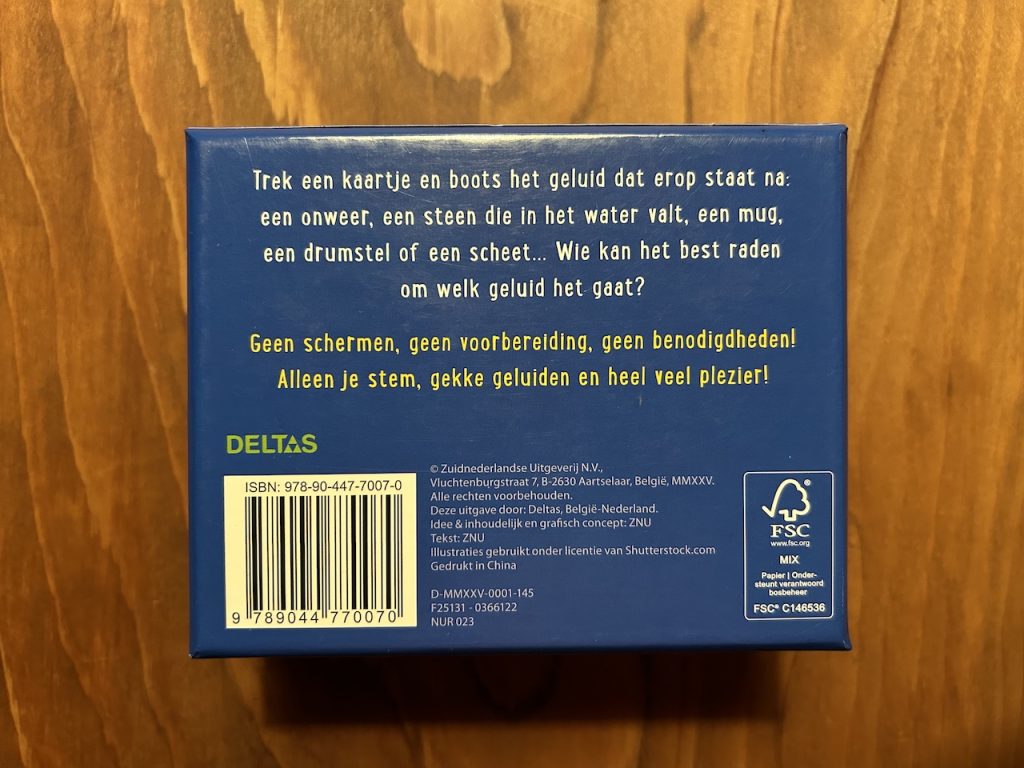 Trek een kaartje en boots het geluid dat erop staat na:
een onweer, een steen die in het water valt, een mug,
een drumstel of een scheet... Wie kan het best raden
om welk geluid het gaat?
Geen schermen, geen voorbereiding, geen benodigdheden!
Alleen je stem, gekke geluiden en heel veel plezier!
DELTAS
ISBN: 978-90-447-7007-0
9 789044 770070
© Zuidnederlandse Uitgeverij N.V.,
Vluchtenburgstraat 7, B-2630 Aartselaar, België, MMXXV.
Alle rechten voorbehouden.
Deze uitgave door: Deltas, België-Nederland.
Idee & inhoudelijk en grafisch concept: ZNU
Tekst: ZNU
Illustraties gebruikt onder licentie van Shutterstock.com
Gedrukt in China
D-MMXXV-0001-145
F25131 - 0366122
NUR 023
FSC
www.fsc.org
MIX
Papier | Onder-
steunt verantwoord
bosbeheer
FSC® C146536